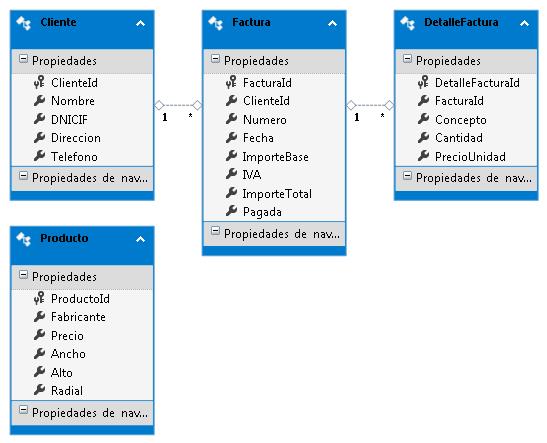 Cliente
Propiedades
ClienteId
Nombre
DNICIF
Direccion
Telefono
Propiedades de nav...
1
*
Factura
Propiedades
FacturaId
ClienteId
Numero
Fecha
ImporteBase
IVA
ImporteTotal
Pagada
Propiedades de nav...
1
*
DetalleFactura
Propiedades
DetalleFacturaId
FacturaId
Concepto
Cantidad
PrecioUnidad
Propiedades de nav...
Producto
Propiedades
ProductoId
Fabricante
Precio
Ancho
Alto
Radial
Propiedades de nav...